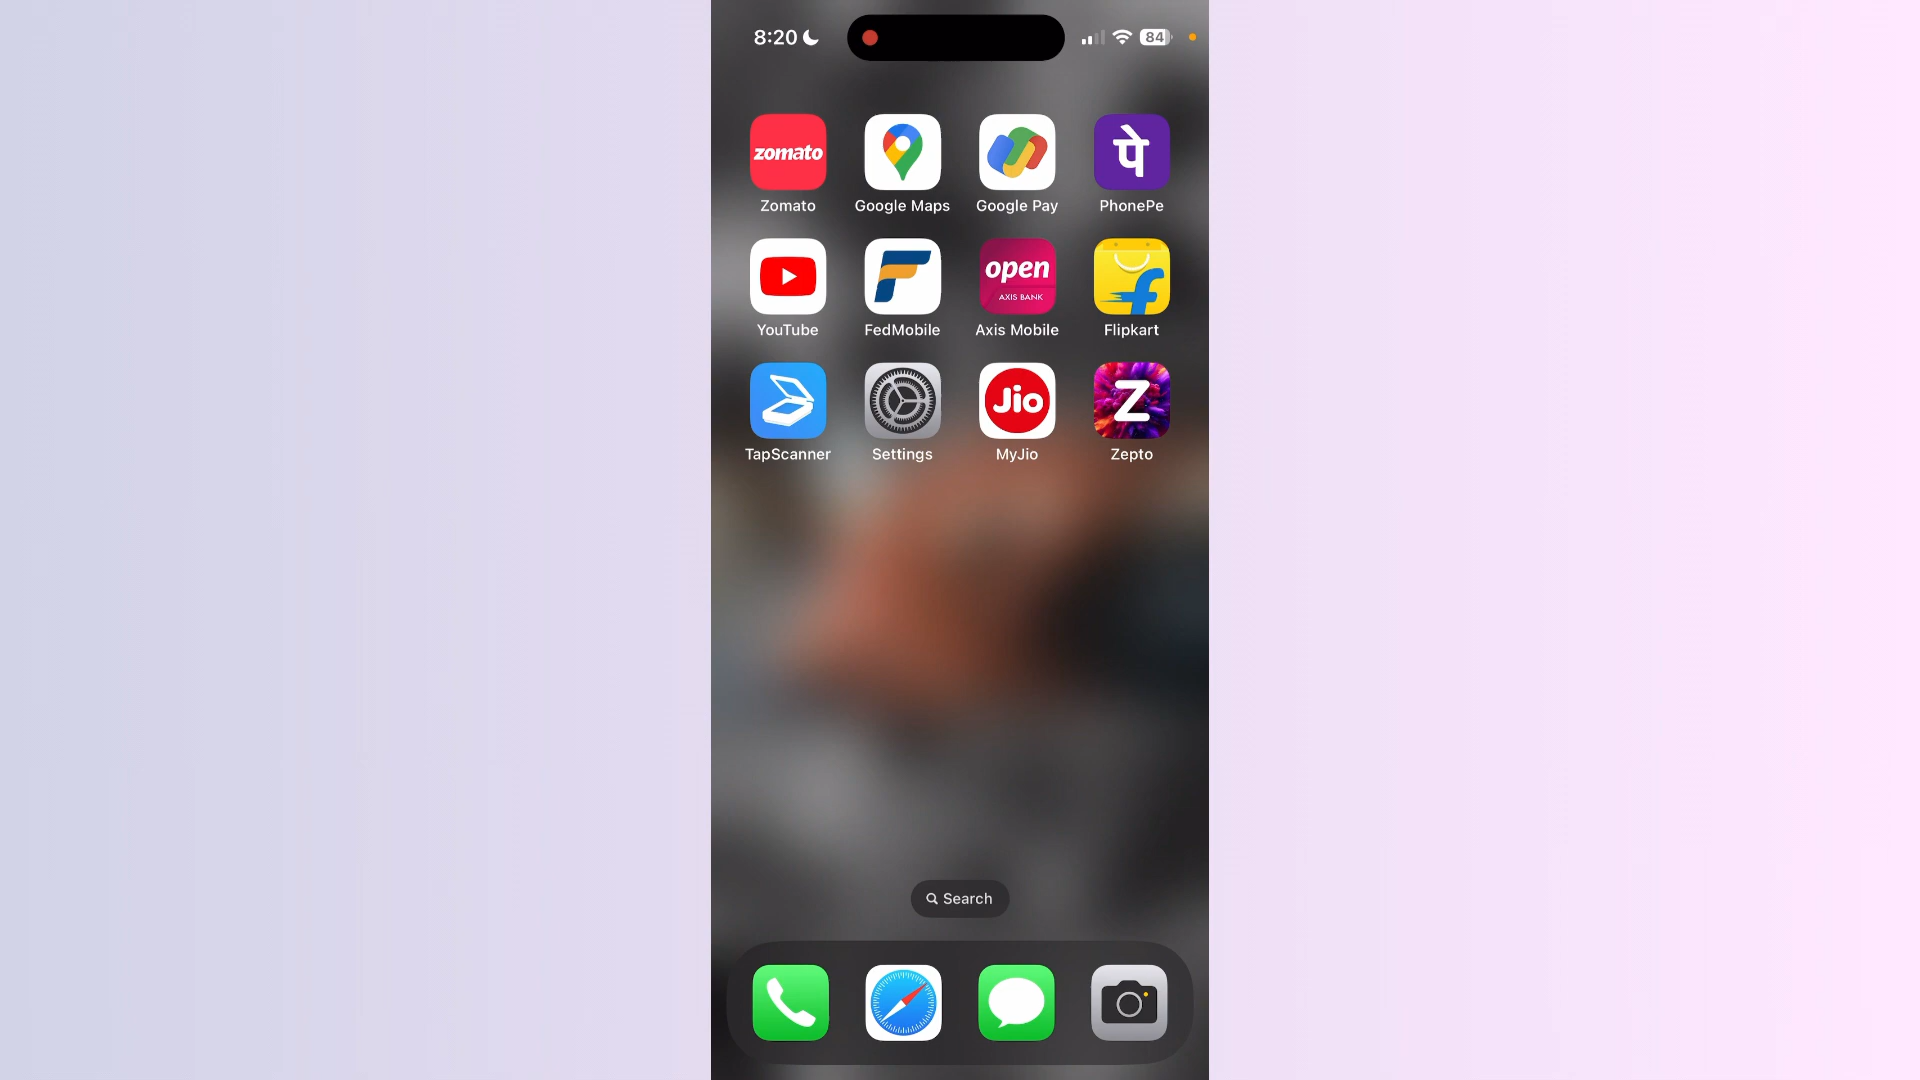 8:20
84
zomato
पे
Zomato
Google Maps
Google Pay
PhonePe
open
AXIS BANK
f
YouTube
FedMobile
Axis Mobile
Flipkart
Jio
Z
TapScanner
Settings
MyJio
Zepto
Search